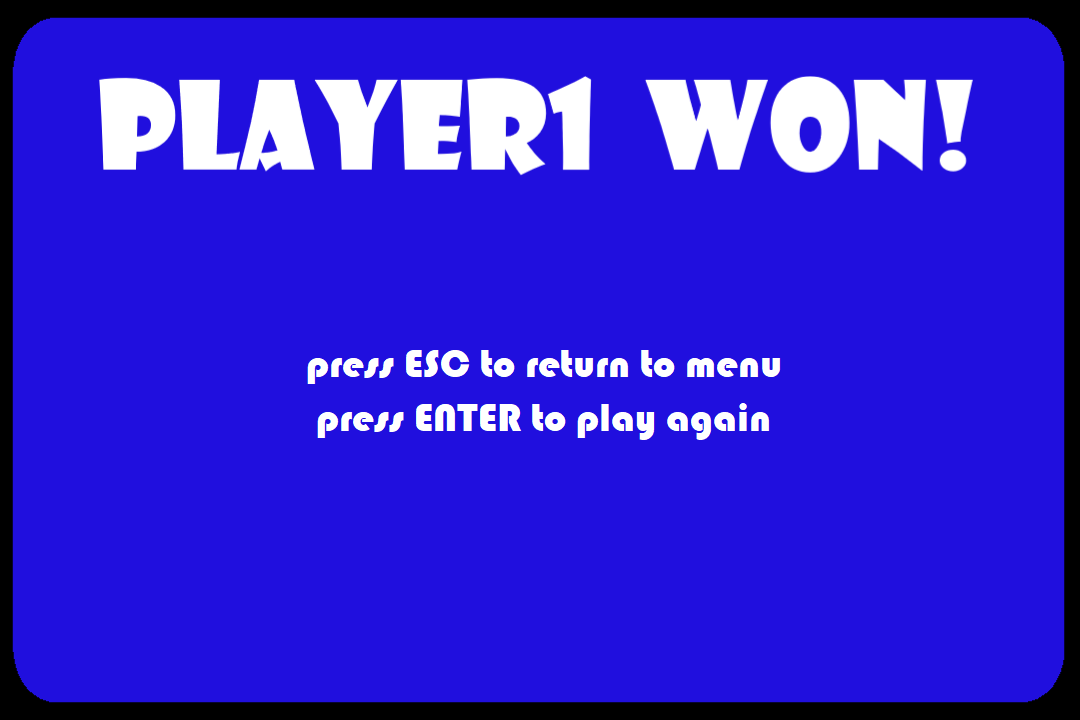 PLAYER1 WON!
press ESC to return to menu
press ENTER to play again